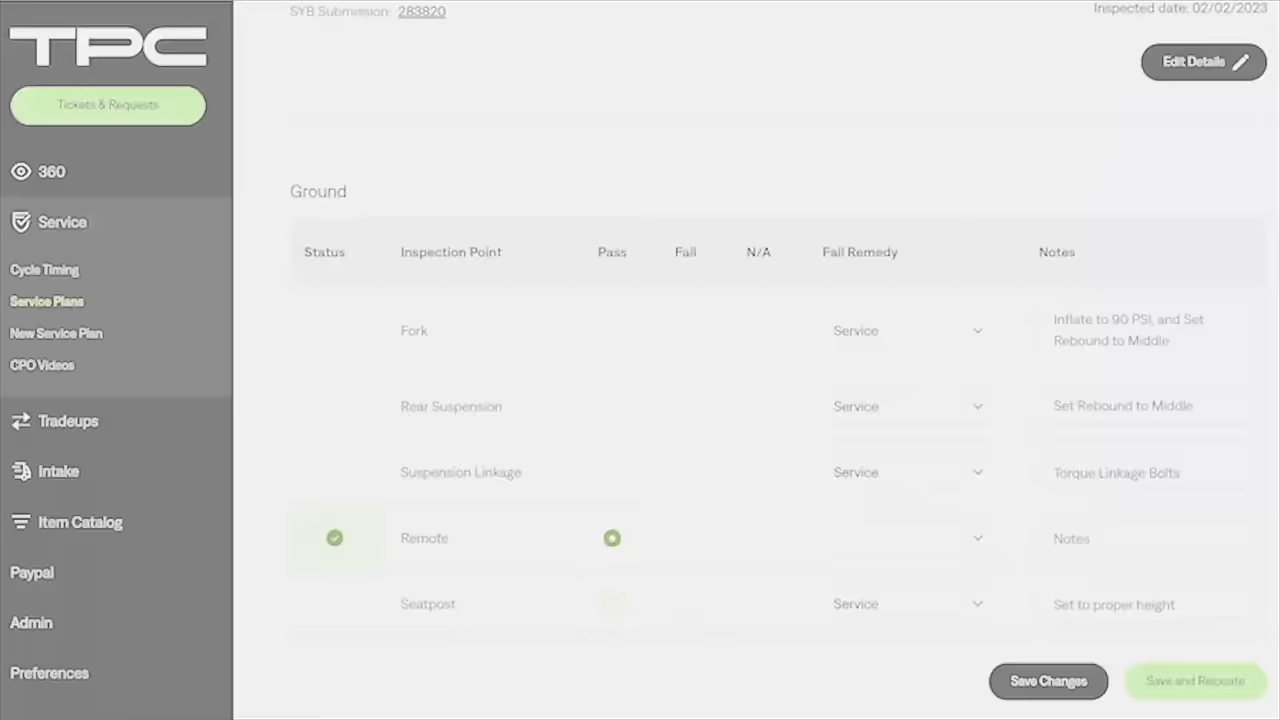 TPC
Tickets & Requests
360
Service
Cycle Timing
Service Plans
New Service Plan
CPO Videos
Tradeups
Intake
Item Catalog
Paypal
Admin
Preferences
SYB Submission: 283820
Inspected date: 02/02/2023
Edit Details
Ground
Status Inspection Point Pass Fail N/A Fail Remedy Notes
Fork Service Inflate to 90 PSI, and Set
Rebound to Middle
Rear Suspension Service Set Rebound to Middle
Suspension Linkage Service Torque Linkage Bolts
Remote Notes
Seatpost Service Set to proper height
Save Changes
Save and Relocate